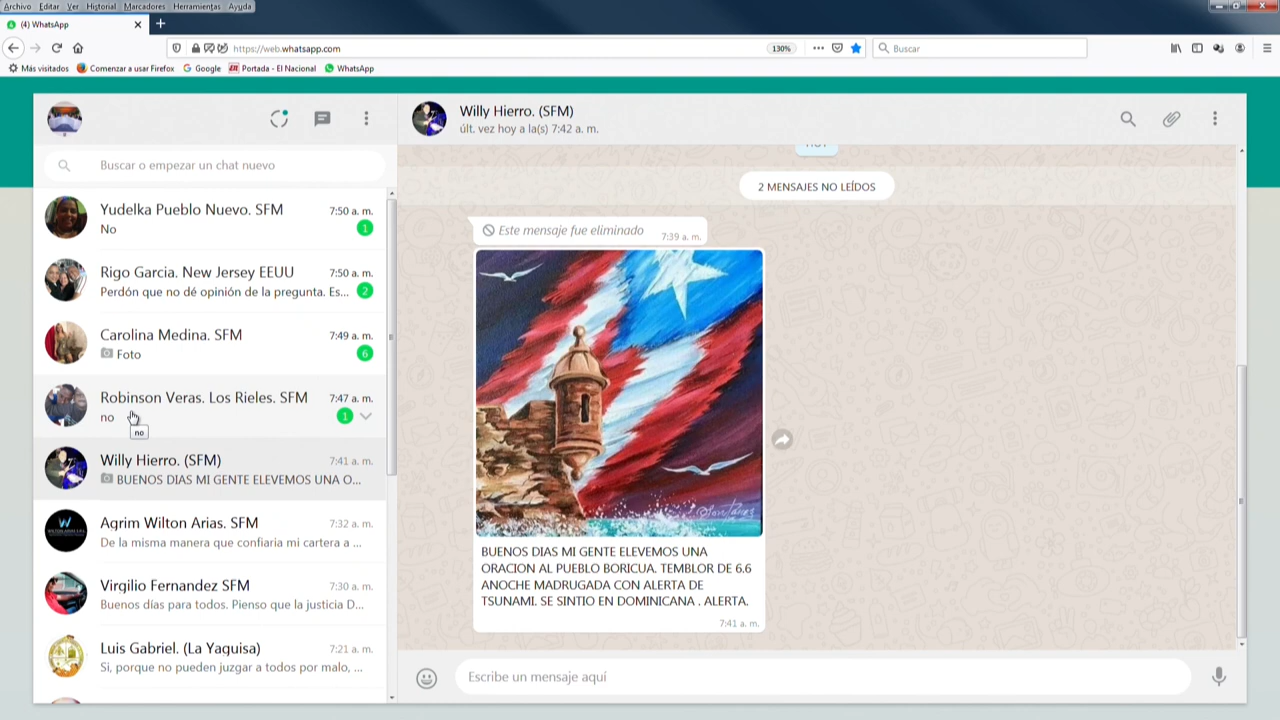 Archivo Editar Ver Historial Marcadores Herramientas Ayuda
(4) WhatsApp
https://web.whatsapp.com
130%
Buscar
Más visitados Comenzar a usar Firefox Google Portada - El Nacional WhatsApp
Willy Hierro. (SFM)
últ. vez hoy a la(s) 7:42 a. m.
Buscar o empezar un chat nuevo
Yudelka Pueblo Nuevo. SFM 7:50 a. m.
No 1
Rigo Garcia. New Jersey EEUU 7:50 a. m.
Perdón que no dé opinión de la pregunta. Es... 2
Carolina Medina. SFM 7:49 a. m.
Foto 6
Robinson Veras. Los Rieles. SFM 7:47 a. m.
no 1
no
Willy Hierro. (SFM) 7:41 a. m.
BUENOS DIAS MI GENTE ELEVEMOS UNA O...
Agrim Wilton Arias. SFM 7:32 a. m.
De la misma manera que confiaria mi cartera a ...
Virgilio Fernandez SFM 7:30 a. m.
Buenos días para todos. Pienso que la justicia D...
Luis Gabriel. (La Yaguisa) 7:21 a. m.
Si, porque no pueden juzgar a todos por malo, ...
HOY
2 MENSAJES NO LEÍDOS
Este mensaje fue eliminado 7:39 a. m.
BUENOS DIAS MI GENTE ELEVEMOS UNA
ORACION AL PUEBLO BORICUA. TEMBLOR DE 6.6
ANOCHE MADRUGADA CON ALERTA DE
TSUNAMI. SE SINTIO EN DOMINICANA . ALERTA.
7:41 a. m.
Escribe un mensaje aquí